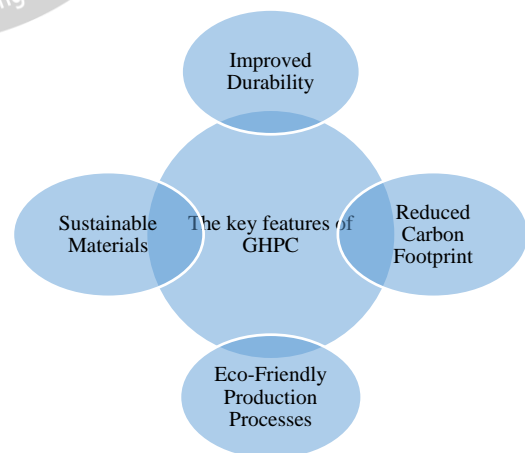 Improved
Durability
Sustainable
Materials
The key features of
GHPC
Reduced
Carbon
Footprint
Eco-Friendly
Production
Processes